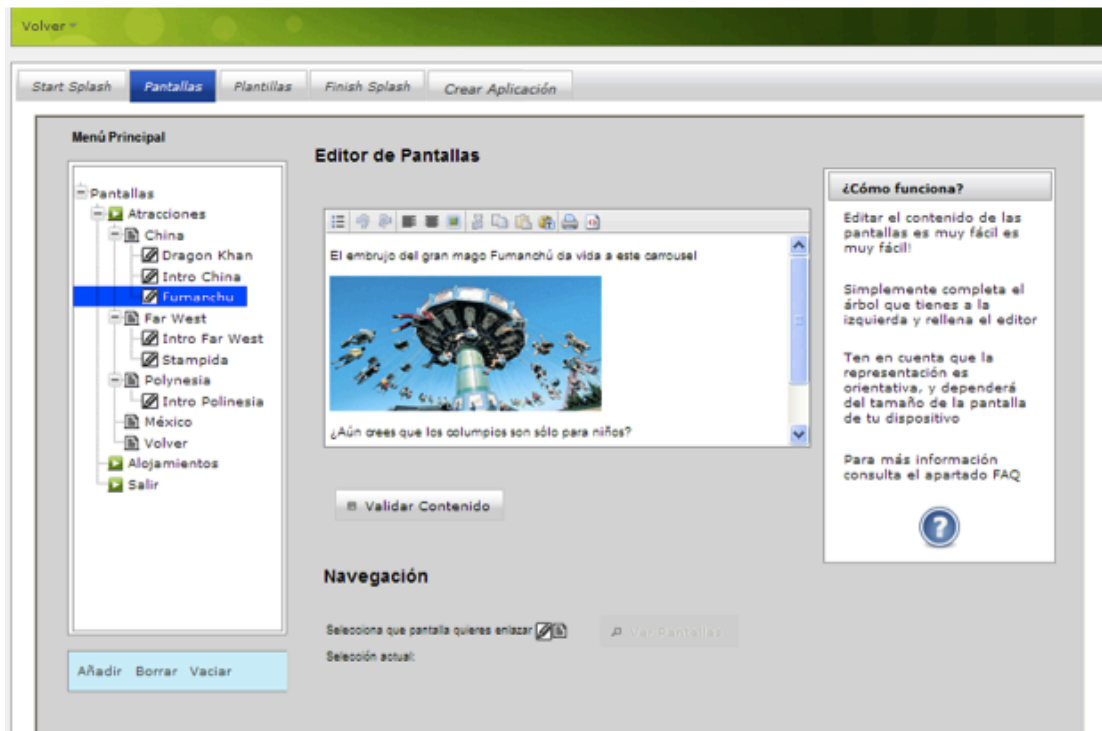 Volver
Start Splash
Pantallas
Plantillas
Finish Splash
Crear Aplicación
Menú Principal
Pantallas
Atracciones
China
Dragon Khan
Intro China
Fumanchu
Far West
Intro Far West
Stampida
Polynesia
Intro Polinesia
México
Volver
Alojamientos
Salir
Añadir Borrar Vaciar
Editor de Pantallas
El embrujo del gran mago Fumanchú da vida a este carrousel
¿Aún crees que los columpios son sólo para niños?
Validar Contenido
Navegación
Selecciona que pantalla quieres enlazar
Ver Pantallas
Selección actual:
¿Cómo funciona?
Editar el contenido de las
pantallas es muy fácil es
muy fácil!
Simplemente completa el
árbol que tienes a la
izquierda y rellena el editor
Ten en cuenta que la
representación es
orientativa, y dependerá
del tamaño de la pantalla
de tu dispositivo
Para más información
consulta el apartado FAQ